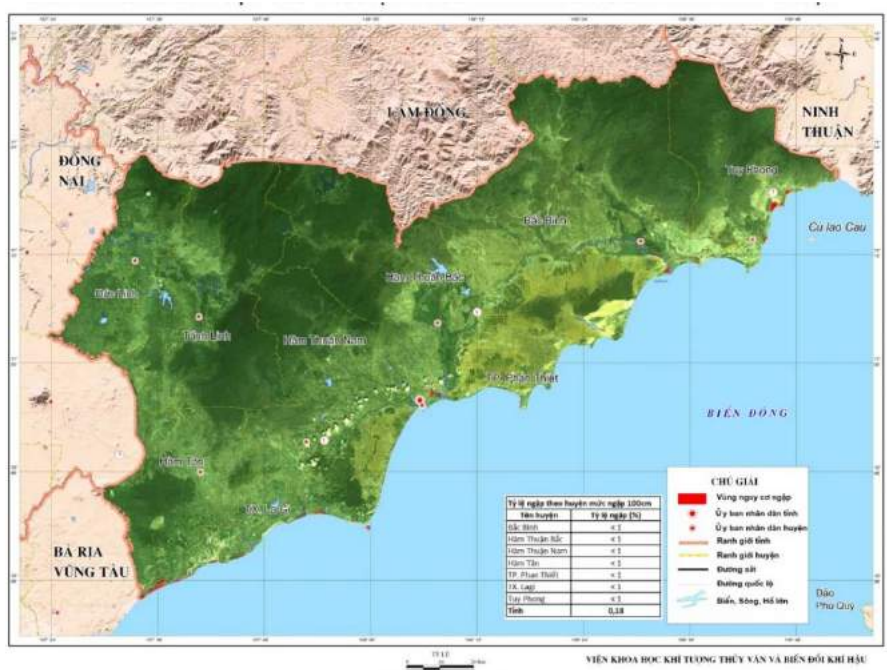 LÂM ĐỒNG
NINH
THUẬN
ĐỒNG
NAI
Tuy Phong
Cù lao Cau
Bắc Bình
Hàm Thuận Bắc
Đức Linh
Tánh Linh
Hàm Thuận Nam
TP. Phan Thiết
BIỂN ĐÔNG
Hàm Tân
TX. La Gi
BÀ RỊA
VŨNG TÀU
Tỷ lệ ngập theo huyện mức ngập 100cm
Tên huyện Tỷ lệ ngập (%)
Bắc Bình < 1
Hàm Thuận Bắc < 1
Hàm Thuận Nam < 1
Hàm Tân < 1
TP. Phan Thiết < 1
TX. Lagi < 1
Tuy Phong < 1
Tỉnh 0,18
CHÚ GIẢI
Vùng nguy cơ ngập
Ủy ban nhân dân tỉnh
Ủy ban nhân dân huyện
Ranh giới tỉnh
Ranh giới huyện
Đường sắt
Đường quốc lộ
Biển, Sông, Hồ lớn
Đảo
Phú Quý
TỶ LỆ
VIỆN KHOA HỌC KHÍ TƯỢNG THỦY VĂN VÀ BIẾN ĐỔI KHÍ HẬU